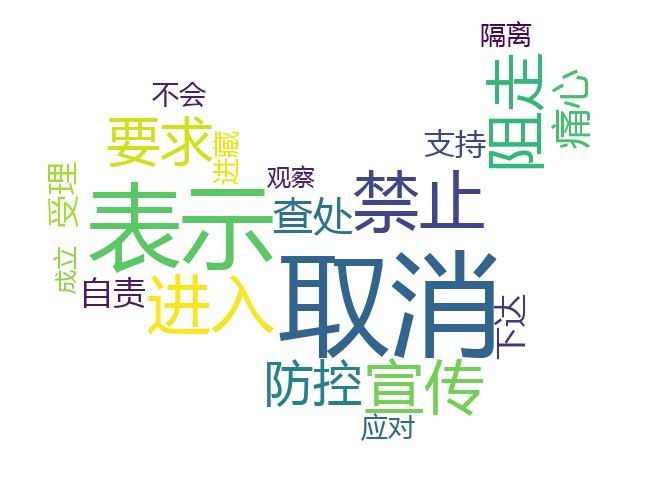 隔离
阻走
痛心
不会
要求
进藏
支持
受理
观察
禁止
表示
查处
成立
自责
进入
取消
下达
防控
宣传
应对